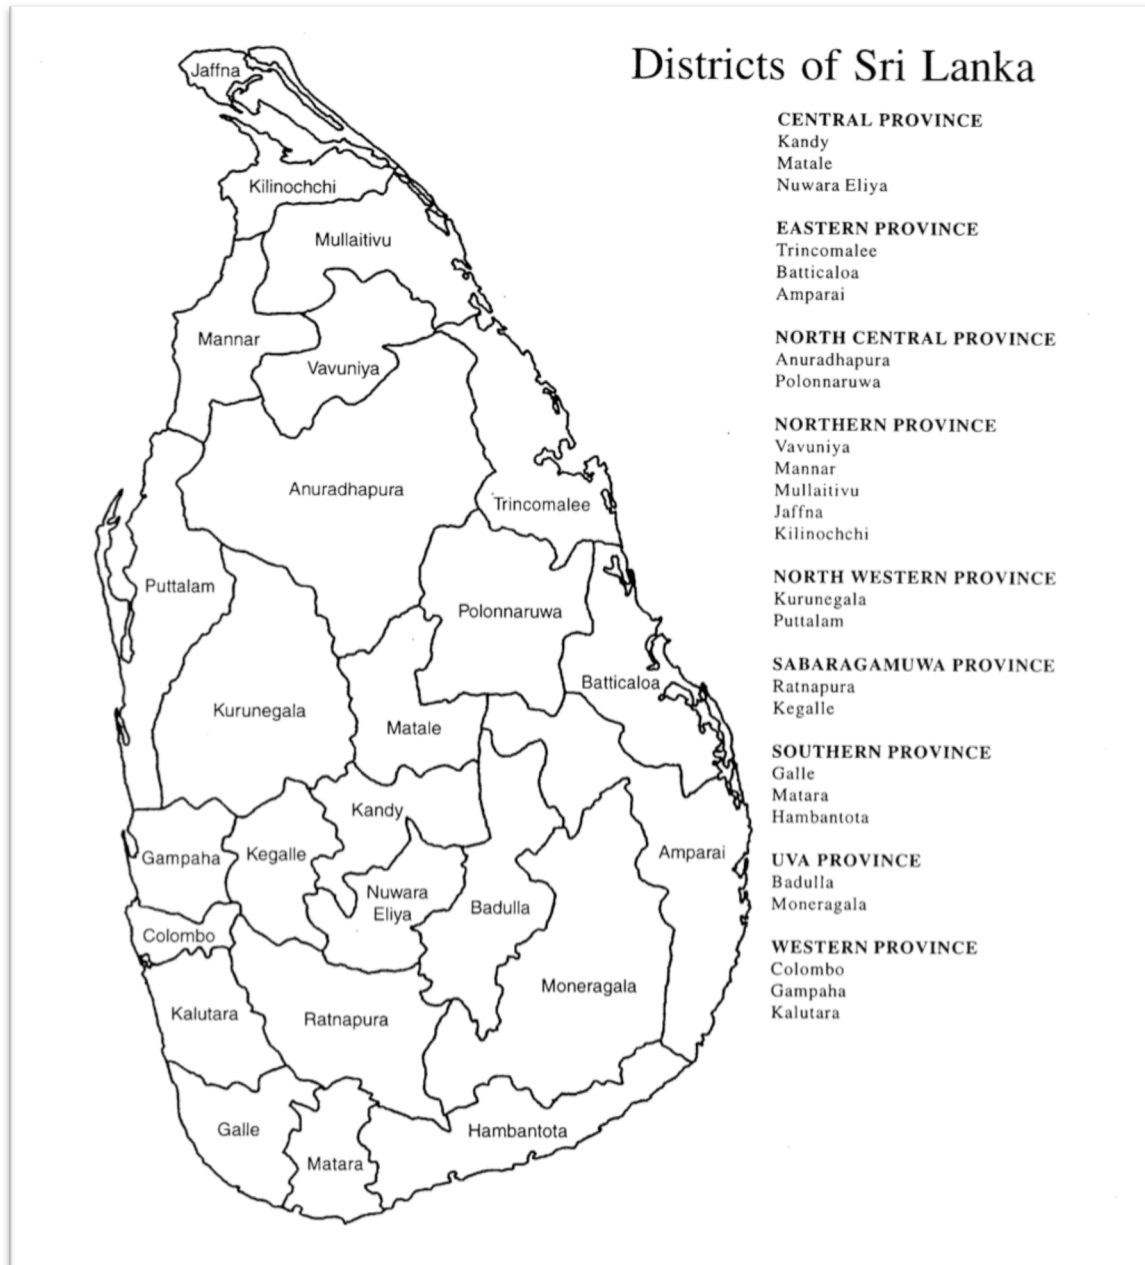 Districts of Sri Lanka
CENTRAL PROVINCE
Kandy
Matale
Nuwara Eliya
EASTERN PROVINCE
Trincomalee
Batticaloa
Amparai
NORTH CENTRAL PROVINCE
Anuradhapura
Polonnaruwa
NORTHERN PROVINCE
Vavuniya
Mannar
Mullaitivu
Jaffna
Kilinochchi
NORTH WESTERN PROVINCE
Kurunegala
Puttalam
SABARAGAMUWA PROVINCE
Ratnapura
Kegalle
SOUTHERN PROVINCE
Galle
Matara
Hambantota
UVA PROVINCE
Badulla
Moneragala
WESTERN PROVINCE
Colombo
Gampaha
Kalutara
Jaffna
Kilinochchi
Mullaitivu
Mannar
Vavuniya
Anuradhapura
Trincomalee
Puttalam
Polonnaruwa
Batticaloa
Kurunegala
Matale
Kandy
Gampaha
Kegalle
Amparai
Nuwara
Eliya
Badulla
Colombo
Moneragala
Kalutara
Ratnapura
Galle
Hambantota
Matara